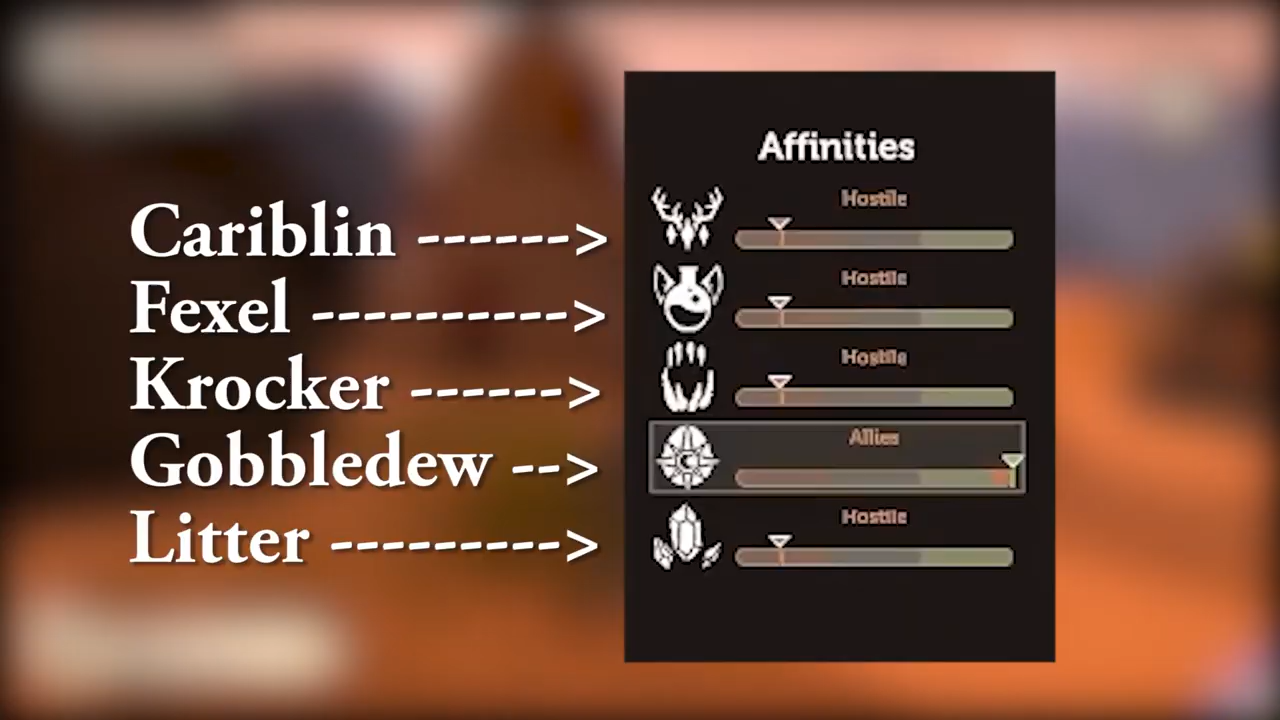 Affinities
Cariblin ------>
Hostile
Fexel ---------->
Hostile
Krocker ------>
Hostile
Gobbledew -->
Allies
Litter --------->
Hostile